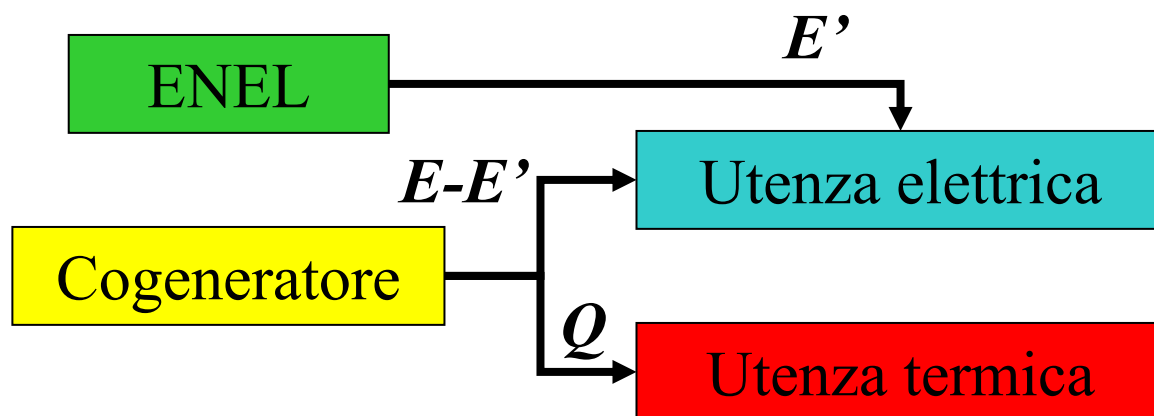 E’
ENEL
E-E’
Utenza elettrica
Cogeneratore
Q
Utenza termica